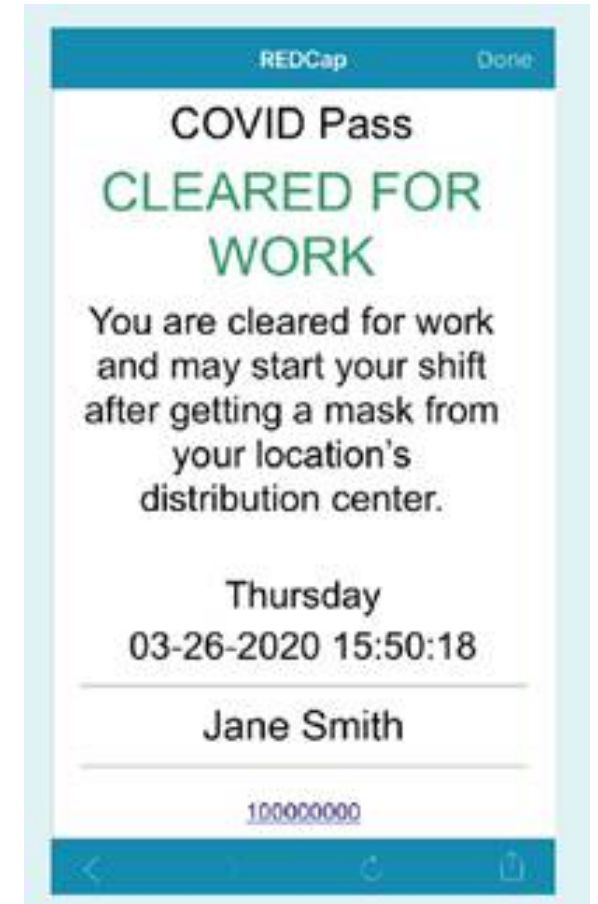 REDCap Done
COVID Pass
CLEARED FOR
WORK
You are cleared for work
and may start your shift
after getting a mask from
your location's
distribution center.
Thursday
03-26-2020 15:50:18
Jane Smith
100000000